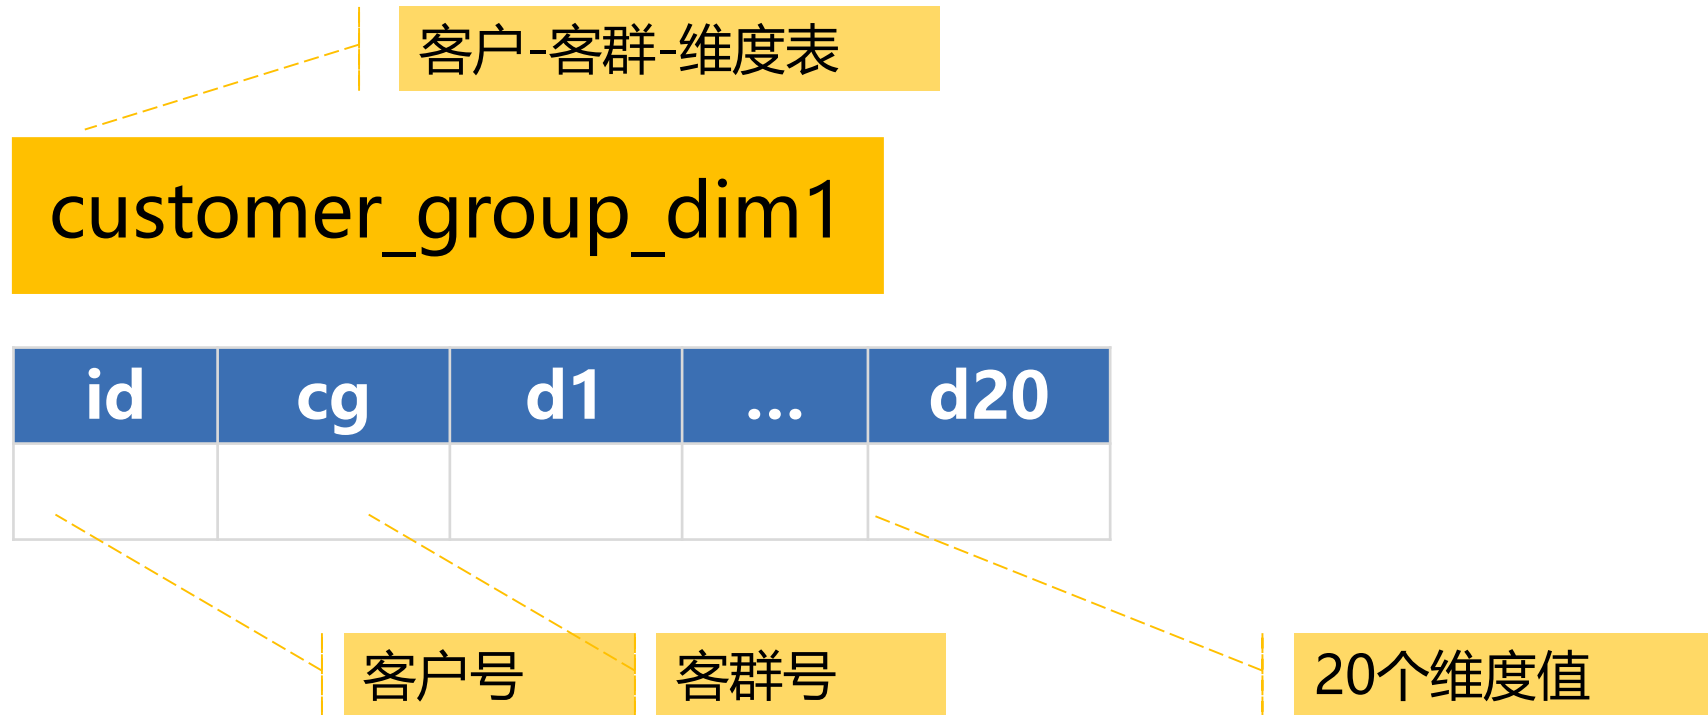 客户-客群-维度表
customer_group_dim1
id cg d1 ... d20
客户号 客群号 20个维度值